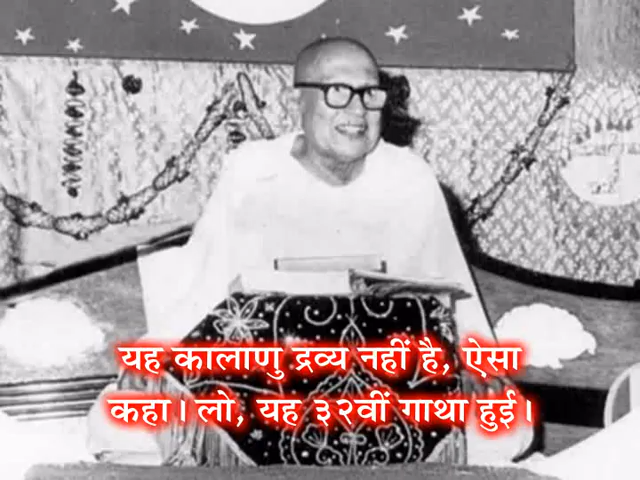 यह कालाणु द्रव्य नहीं है, ऐसा
कहा। लो, यह ३२वीं गाथा हुई।